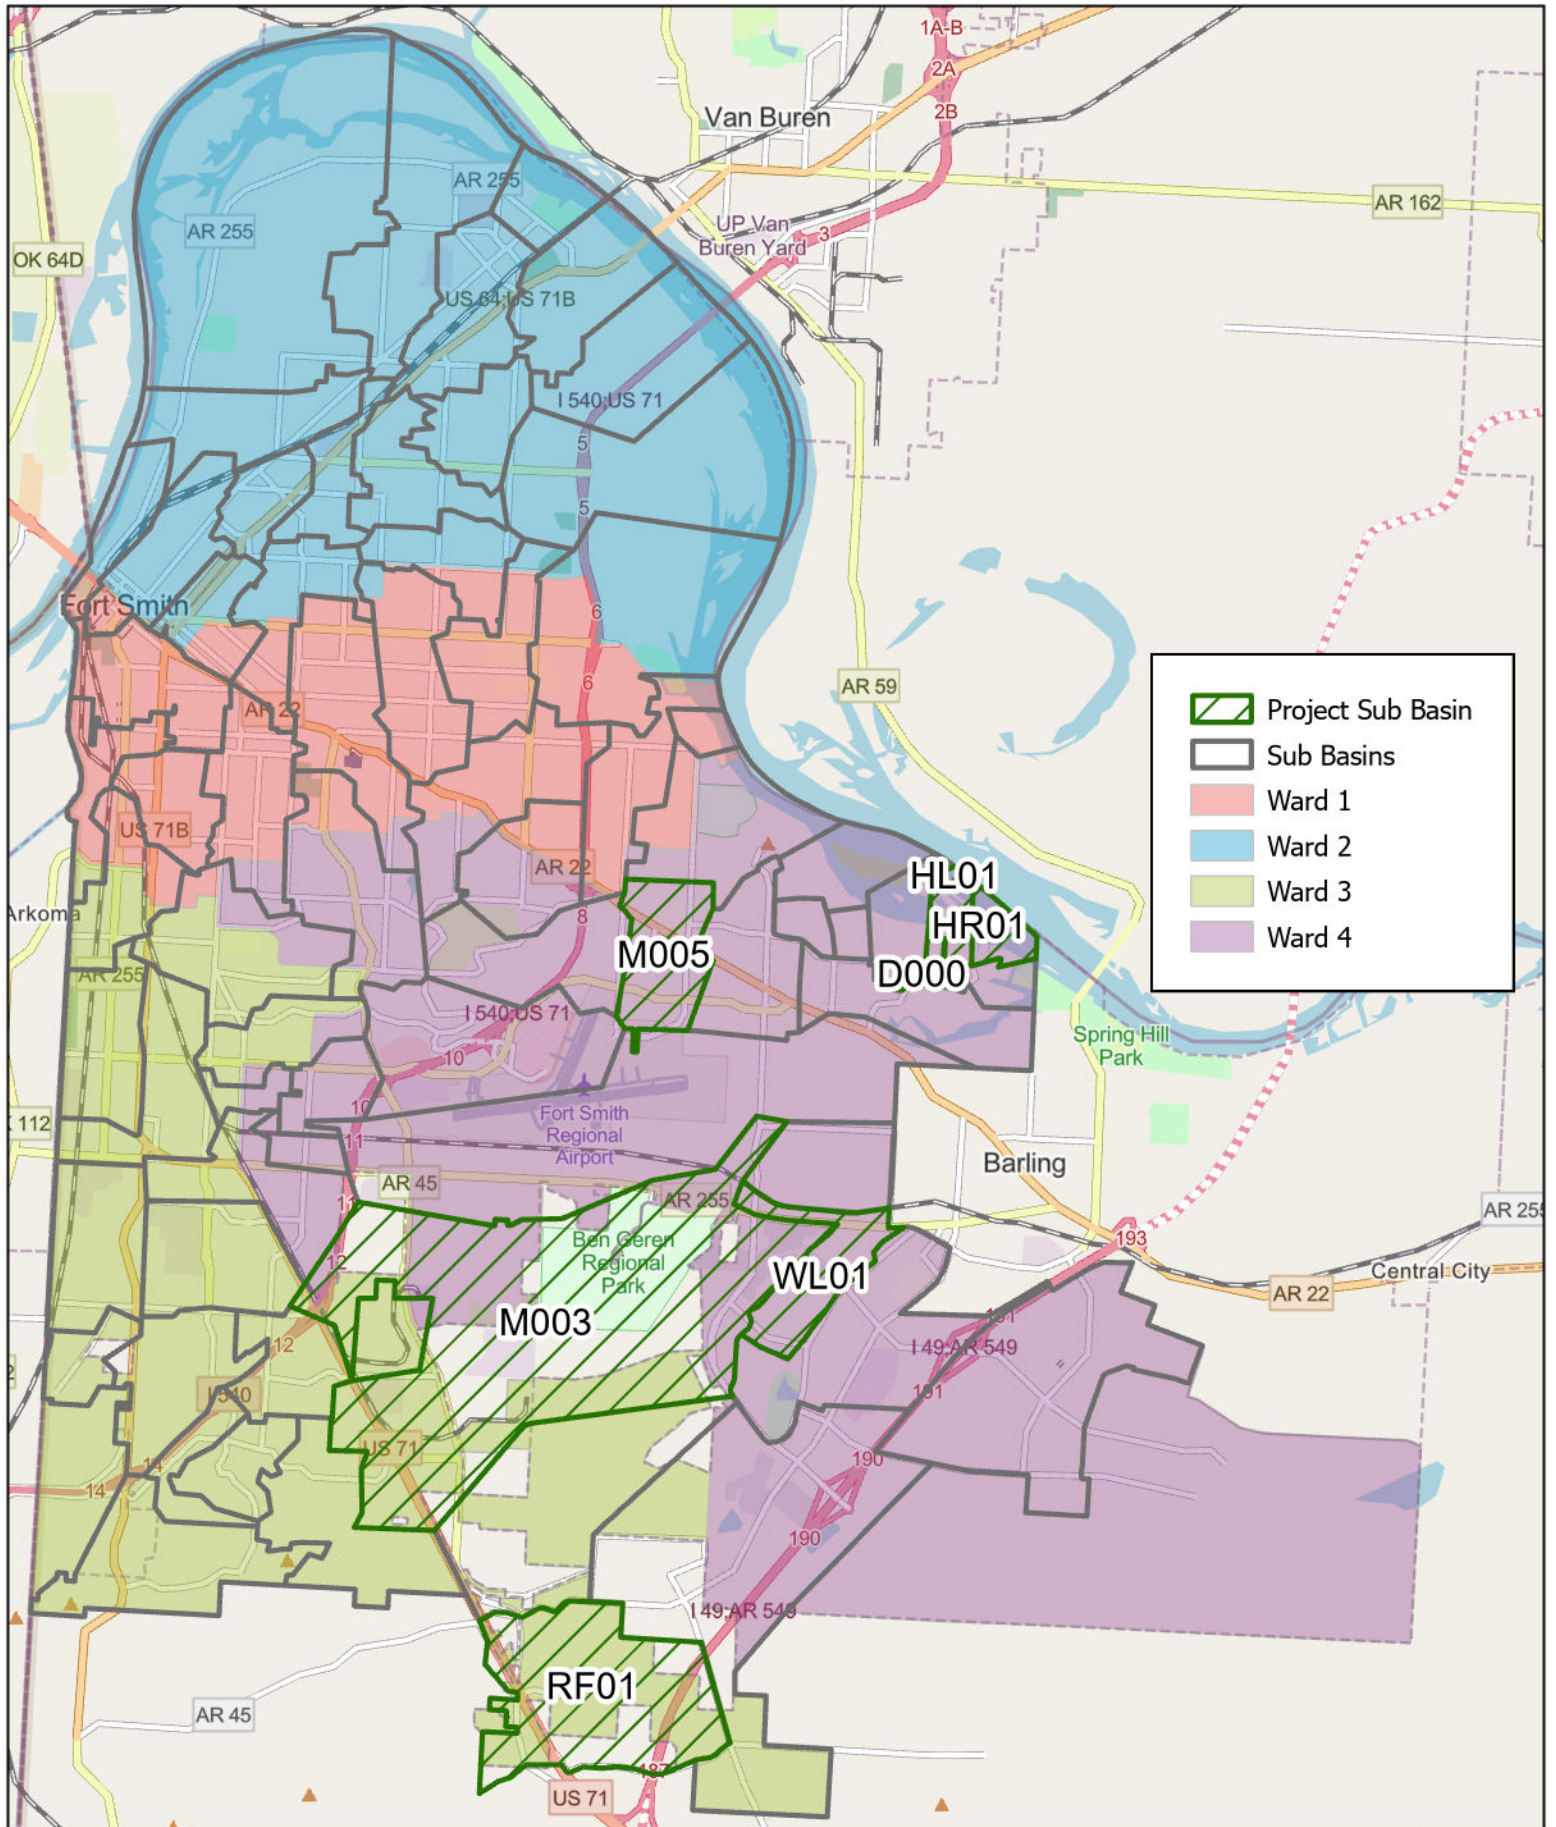 1A-B
2A
Van Buren
2B
AR 255
AR 162
AR 255
UP Van
Buren Yard
3
OK 64D
US 64;US 71B
I 540;US 71
5
5
Fort Smith
6
6
AR 59
AR 22
Project Sub Basin
Sub Basins
Ward 1
Ward 2
Ward 3
Ward 4
US 71B
AR 22
HL01
Arkoma
8
HR01
M005
AR 255
D000
I 540;US 71
Spring Hill
Park
10
10
Fort Smith
Regional
Airport
112
11
Barling
AR 45
AR 255
11
AR 255
Ben Geren
Regional
Park
193
12
WL01
Central City
AR 22
M003
191
12
I 49;AR 549
191
I 540
US 71
190
14
14
190
I 49;AR 549
RF01
AR 45
187
US 71